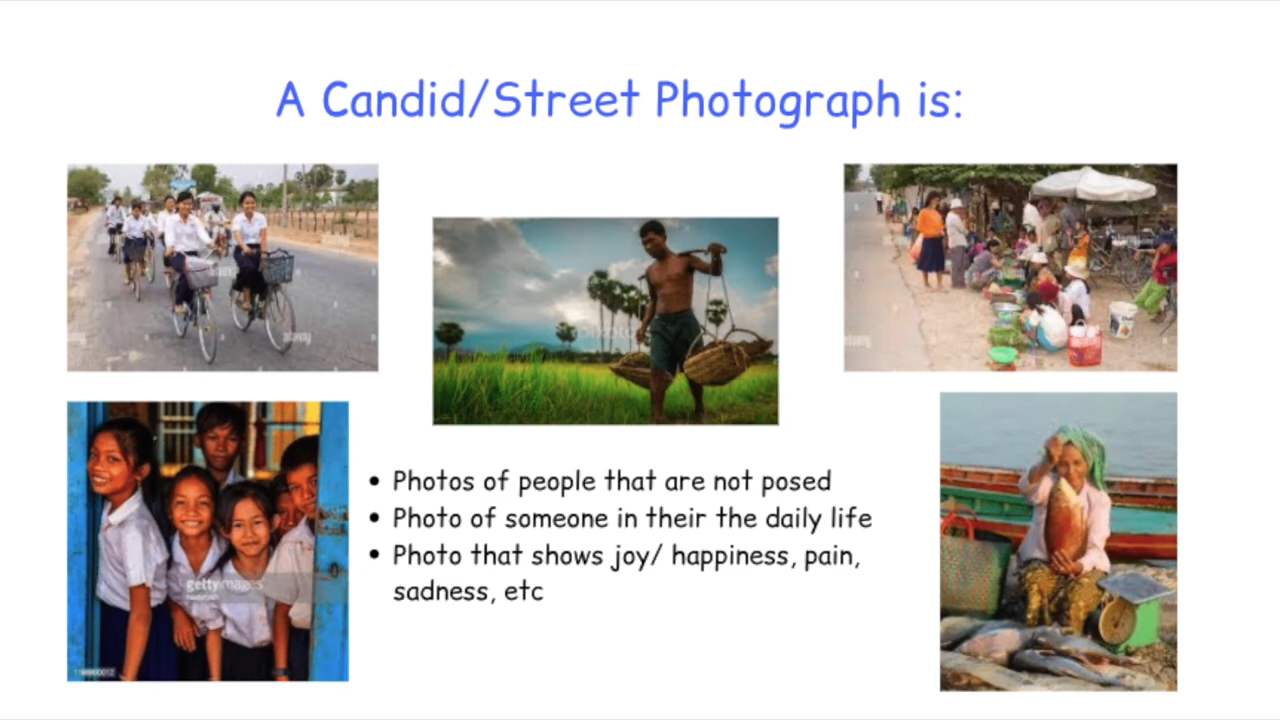 A Candid/Street Photograph is:
• Photos of people that are not posed
• Photo of someone in their the daily life
• Photo that shows joy/ happiness, pain,
sadness, etc
gettyimages